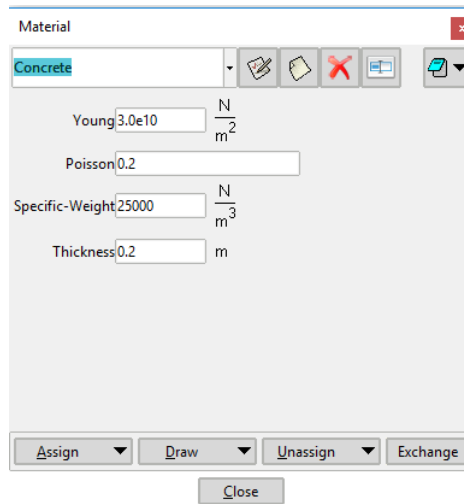 Material
Concrete
Young 3.0e10 N/m²
Poisson 0.2
Specific-Weight 25000 N/m³
Thickness 0.2 m
Assign Draw Unassign Exchange
Close